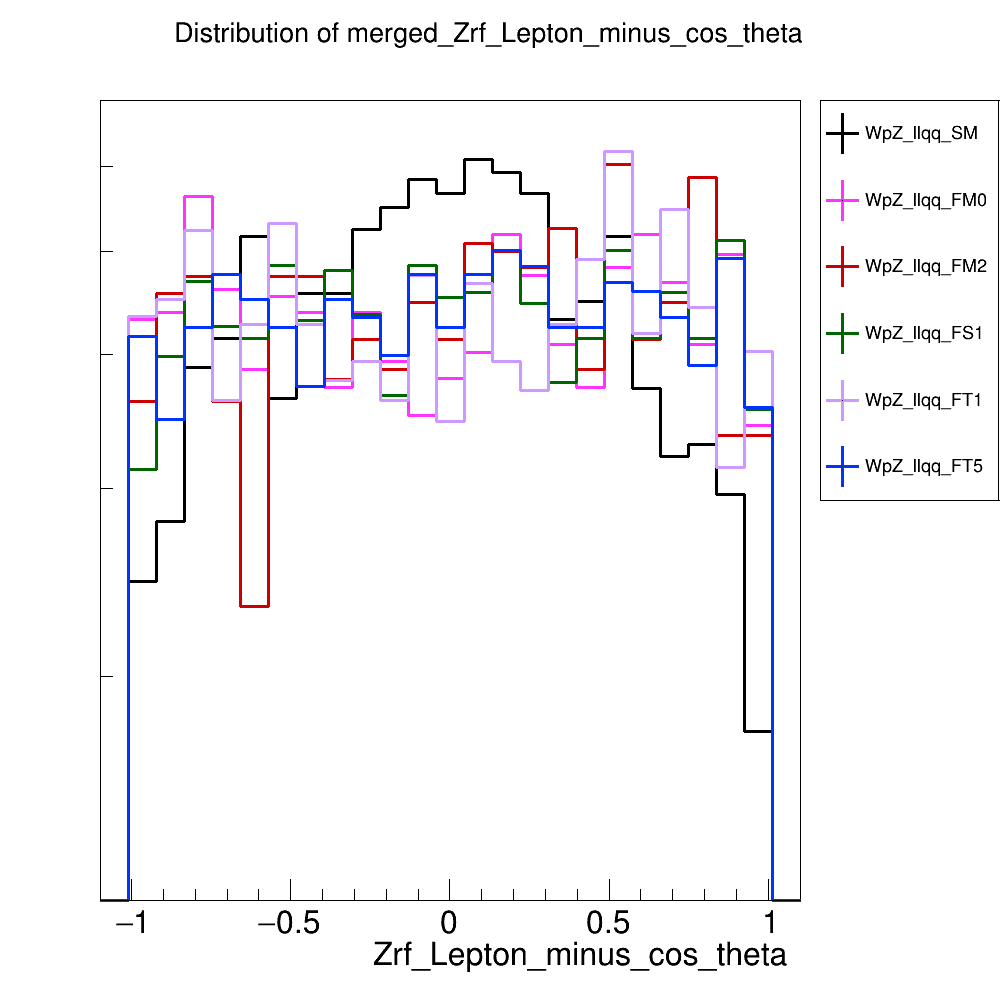 Distribution of merged_Zrf_Lepton_minus_cos_theta
WpZ_llqq_SM
WpZ_llqq_FM0
WpZ_llqq_FM2
WpZ_llqq_FS1
WpZ_llqq_FT1
WpZ_llqq_FT5
−1 −0.5 0 0.5 1
Zrf_Lepton_minus_cos_theta